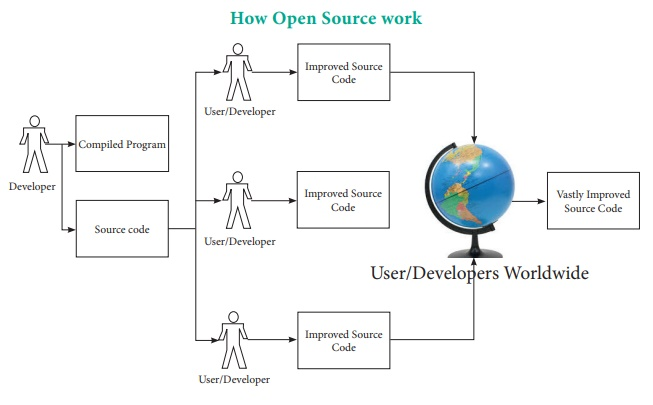 How Open Source work
Improved Source
Code
User/Developer
Compiled Program
Developer
Source code
Improved Source
Code
User/Developer
Vastly Improved
Source Code
User/Developers Worldwide
Improved Source
Code
User/Developer